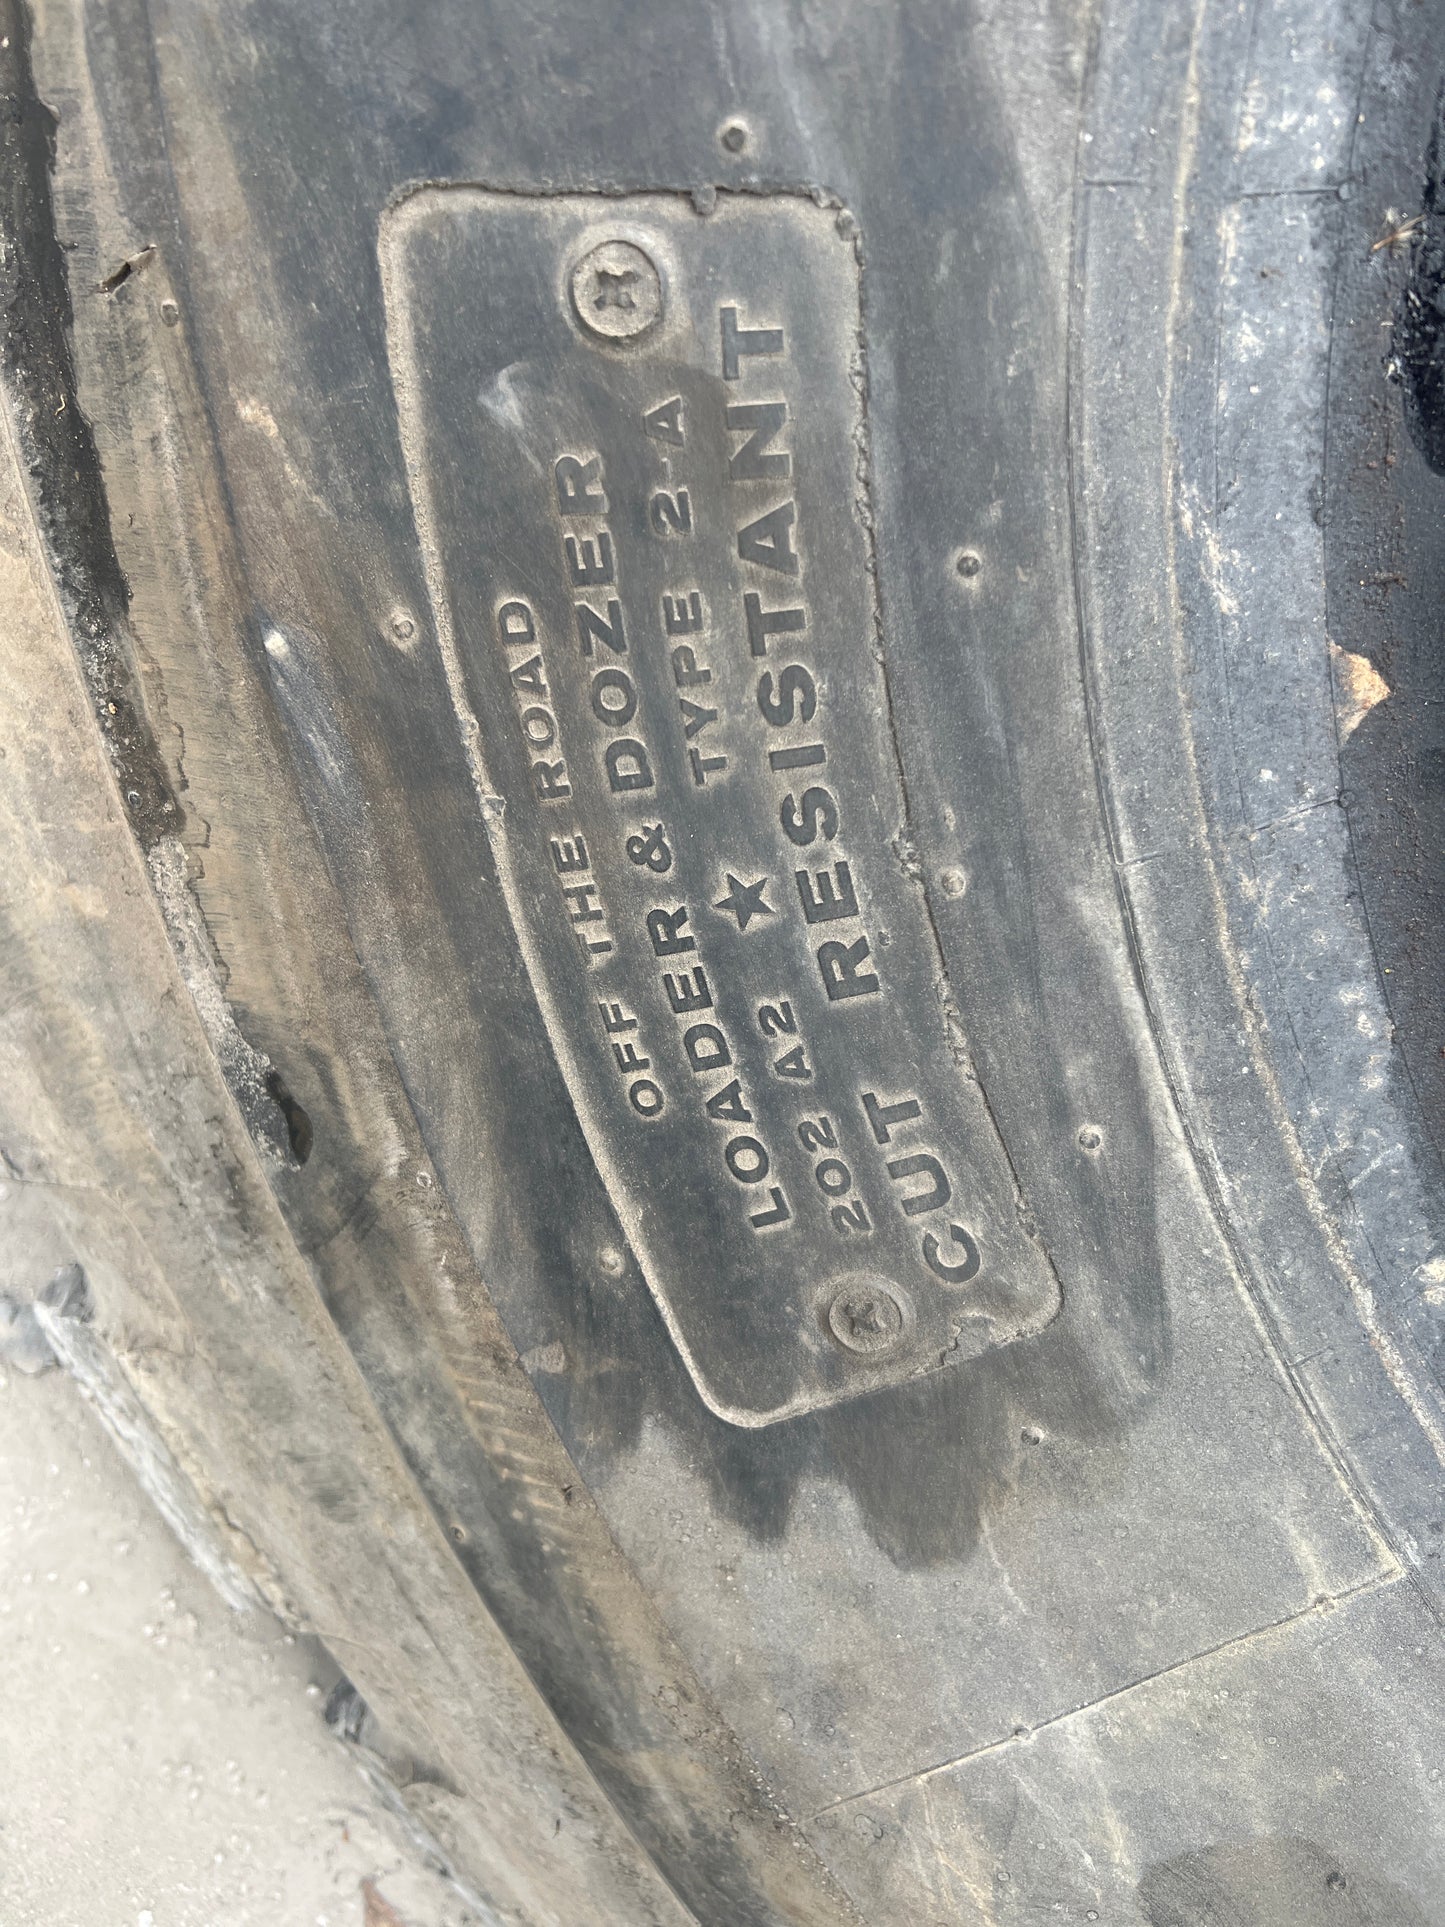 OFF THE ROAD
LOADER & DOZER
202 A2 ★ TYPE 2-A
CUT RESISTANT